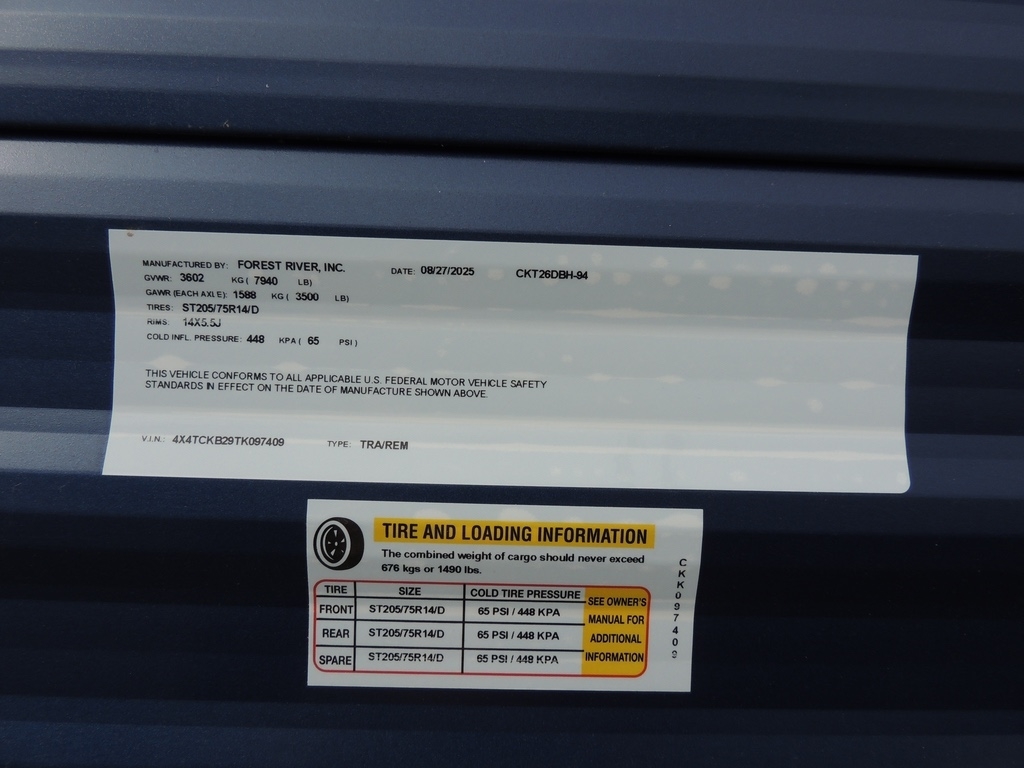 MANUFACTURED BY: FOREST RIVER, INC. DATE: 08/27/2025 CKT26DBH-94
GVWR: 3602 KG ( 7940 LB)
GAWR (EACH AXLE): 1588 KG ( 3500 LB)
TIRES: ST205/75R14/D
RIMS: 14X5.5J
COLD INFL. PRESSURE: 448 KPA ( 65 PSI )
THIS VEHICLE CONFORMS TO ALL APPLICABLE U.S. FEDERAL MOTOR VEHICLE SAFETY
STANDARDS IN EFFECT ON THE DATE OF MANUFACTURE SHOWN ABOVE.
V.I.N.: 4X4TCKB29TK097409 TYPE: TRA/REM
TIRE AND LOADING INFORMATION
The combined weight of cargo should never exceed
676 kgs or 1490 lbs.
TIRE SIZE COLD TIRE PRESSURE
FRONT ST205/75R14/D 65 PSI / 448 KPA
REAR ST205/75R14/D 65 PSI / 448 KPA
SPARE ST205/75R14/D 65 PSI / 448 KPA
SEE OWNER'S
MANUAL FOR
ADDITIONAL
INFORMATION
CKK097409